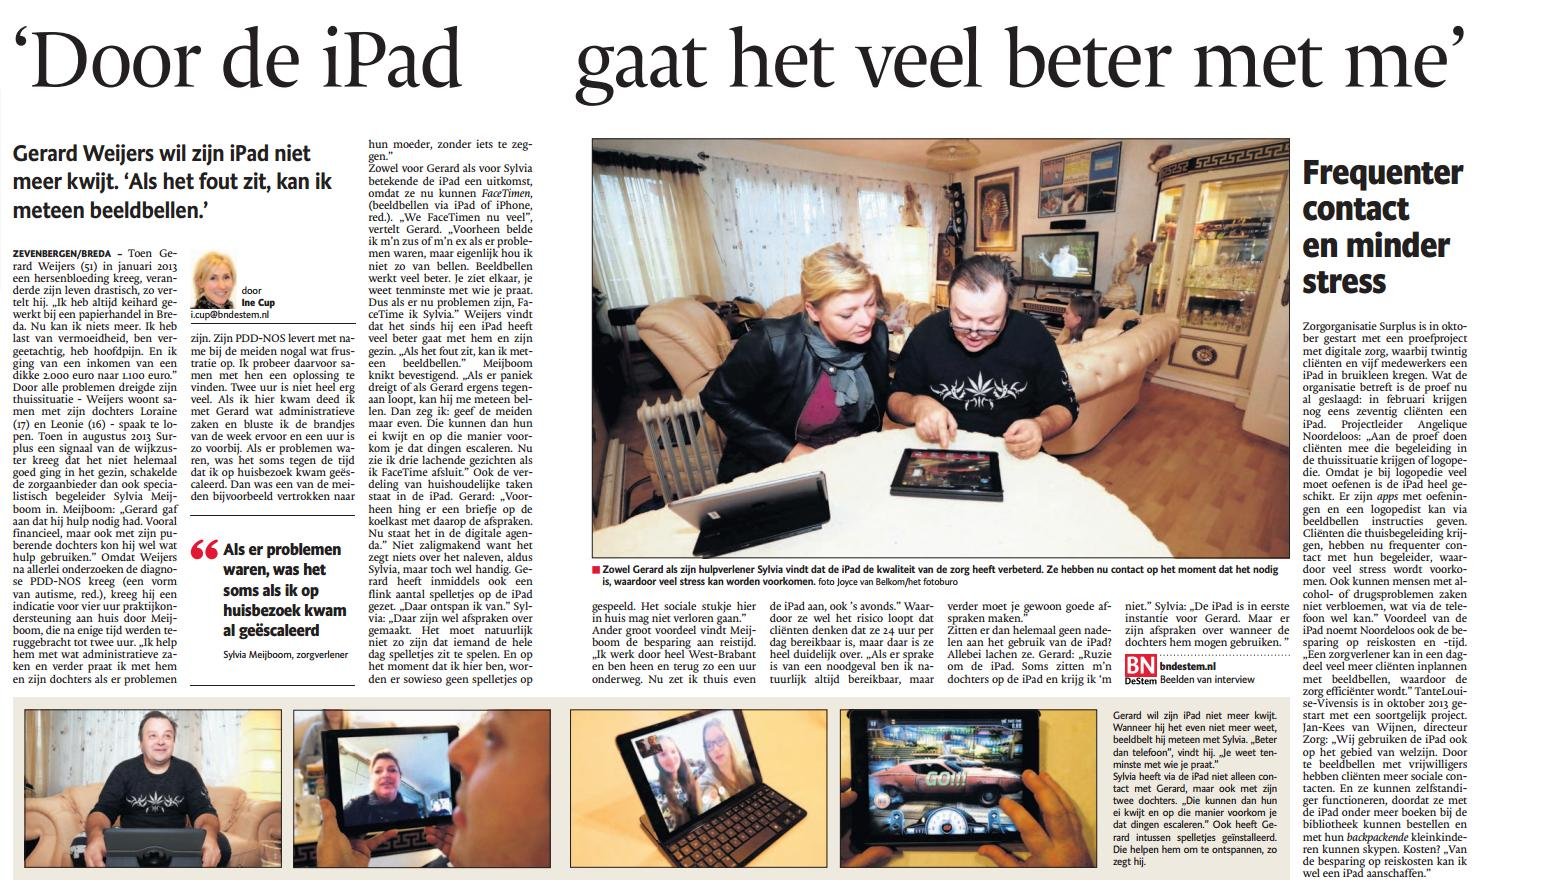 ‘Door de iPad gaat het veel beter met me’
Gerard Weijers wil zijn iPad niet
meer kwijt. ‘Als het fout zit, kan ik
meteen beeldbellen.’
ZEVENBERGEN/BREDA – Toen Ge-
rard Weijers (51) in januari 2013
een hersenbloeding kreeg, veran-
derde zijn leven drastisch, zo ver-
telt hij. „Ik heb altijd keihard ge-
werkt bij een papierhandel in Bre-
da. Nu kan ik niets meer. Ik heb
last van vermoeidheid, ben ver-
geetachtig, heb hoofdpijn. En ik
ging van een inkomen van een
dikke 2.000 euro naar 1.100 euro.”
Door alle problemen dreigde zijn
thuissituatie - Weijers woont sa-
men met zijn dochters Loraine
(17) en Leonie (16) - spaak te lo-
pen. Toen in augustus 2013 Sur-
plus een signaal van de wijkzus-
ter kreeg dat het niet helemaal
goed ging in het gezin, schakelde
de zorgaanbieder dan ook specia-
listisch begeleider Sylvia Meij-
boom in. Meijboom: „Gerard gaf
aan dat hij hulp nodig had. Vooral
financieel, maar ook met zijn pu-
berende dochters kon hij wel wat
hulp gebruiken.” Omdat Weijers
na allerlei onderzoeken de diagno-
se PDD-NOS kreeg (een vorm
van autisme, red.), kreeg hij een
indicatie voor vier uur praktijkon-
dersteuning aan huis door Meij-
boom, die na enige tijd werden te-
ruggebracht tot twee uur. „Ik help
hem met wat administratieve za-
ken en verder praat ik met hem
en zijn dochters als er problemen
door
Ine Cup
i.cup@bndestem.nl
zijn. Zijn PDD-NOS levert met na-
me bij de meiden nogal wat frus-
tratie op. Ik probeer daarvoor sa-
men met hen een oplossing te
vinden. Twee uur is niet heel erg
veel. Als ik hier kwam deed ik
met Gerard wat administratieve
zaken en bluste ik de brandjes
van de week ervoor en een uur is
zo voorbij. Als er problemen wa-
ren, was het soms tegen de tijd
dat ik op huisbezoek kwam geës-
caleerd. Dan was een van de mei-
den bijvoorbeeld vertrokken naar
“ Als er problemen
waren, was het
soms als ik op
huisbezoek kwam
al geëscaleerd
Sylvia Meijboom, zorgverlener
hun moeder, zonder iets te zeg-
gen.”
Zowel voor Gerard als voor Sylvia
betekende de iPad een uitkomst,
omdat ze nu kunnen FaceTimen,
(beeldbellen via iPad of iPhone,
red.). „We FaceTimen nu veel”,
vertelt Gerard. „Voorheen belde
ik m’n zus of m’n ex als er proble-
men waren, maar eigenlijk hou ik
niet zo van bellen. Beeldbellen
werkt veel beter. Je ziet elkaar, je
weet tenminste met wie je praat.
Dus als er nu problemen zijn, Fa-
ceTime ik Sylvia.” Weijers vindt
dat het sinds hij een iPad heeft
veel beter gaat met hem en zijn
gezin. „Als het fout zit, kan ik met-
een beeldbellen.” Meijboom
knikt bevestigend. „Als er paniek
dreigt of als Gerard ergens tegen-
aan loopt, kan hij me meteen bel-
len. Dan zeg ik: geef de meiden
maar even. Die kunnen dan hun
ei kwijt en op die manier voor-
kom je dat dingen escaleren. Nu
zie ik drie lachende gezichten als
ik FaceTime afsluit.” Ook de ver-
deling van huishoudelijke taken
staat in de iPad. Gerard: „Voor-
heen hing er een briefje op de
koelkast met daarop de afspraken.
Nu staat het in de digitale agen-
da.” Niet zaligmakend want het
zegt niets over het naleven, aldus
Sylvia, maar toch wel handig. Ge-
rard heeft inmiddels ook een
flink aantal spelletjes op de iPad
gezet. „Daar ontspan ik van.” Syl-
via: „Daar zijn wel afspraken over
gemaakt. Het moet natuurlijk
niet zo zijn dat iemand de hele
dag spelletjes zit te spelen. En op
het moment dat ik hier ben, wor-
den er sowieso geen spelletjes op
■ Zowel Gerard als zijn hulpverlener Sylvia vindt dat de iPad de kwaliteit van de zorg heeft verbeterd. Ze hebben nu contact op het moment dat het nodig
is, waardoor veel stress kan worden voorkomen. foto Joyce van Belkom/het fotoburo
gespeeld. Het sociale stukje hier
in huis mag niet verloren gaan.”
Ander groot voordeel vindt Meij-
boom de besparing aan reistijd.
„Ik werk door heel West-Brabant
en ben heen en terug zo een uur
onderweg. Nu zet ik thuis even
de iPad aan, ook ’s avonds.” Waar-
door ze wel het risico loopt dat
cliënten denken dat ze 24 uur per
dag bereikbaar is, maar daar is ze
heel duidelijk over. „Als er sprake
is van een noodgeval ben ik na-
tuurlijk altijd bereikbaar, maar
verder moet je gewoon goede af-
spraken maken.”
Zitten er dan helemaal geen nade-
len aan het gebruik van de iPad?
Allebei lachen ze. Gerard: „Ruzie
om de iPad. Soms zitten m’n
dochters op de iPad en krijg ik ‘m
niet.” Sylvia: „De iPad is in eerste
instantie voor Gerard. Maar er
zijn afspraken over wanneer de
dochters hem mogen gebruiken. ”
BN DeStem
bndestem.nl
Beelden van interview
GO!!!
Gerard wil zijn iPad niet meer kwijt.
Wanneer hij het even niet meer weet,
beeldbelt hij meteen met Sylvia. „Beter
dan telefoon”, vindt hij. „Je weet ten-
minste met wie je praat.”
Sylvia heeft via de iPad niet alleen con-
tact met Gerard, maar ook met zijn
twee dochters. „Die kunnen dan hun
ei kwijt en op die manier voorkom je
dat dingen escaleren.” Ook heeft Ge-
rard intussen spelletjes geïnstalleerd.
Die helpen hem om te ontspannen, zo
zegt hij.
Frequenter
contact
en minder
stress
Zorgorganisatie Surplus is in okto-
ber gestart met een proefproject
met digitale zorg, waarbij twintig
cliënten en vijf medewerkers een
iPad in bruikleen kregen. Wat de
organisatie betreft is de proef nu
al geslaagd: in februari krijgen
nog eens zeventig cliënten een
iPad. Projectleider Angelique
Noordeloos: „Aan de proef doen
cliënten mee die begeleiding in
de thuissituatie krijgen of logope-
die. Omdat je bij logopedie veel
moet oefenen is de iPad heel ge-
schikt. Er zijn apps met oefenin-
gen en een logopedist kan via
beeldbellen instructies geven.
Cliënten die thuisbegeleiding krij-
gen, hebben nu frequenter con-
tact met hun begeleider, waar-
door veel stress wordt voorko-
men. Ook kunnen mensen met al-
cohol- of drugsproblemen zaken
niet verbloemen, wat via de tele-
foon wel kan.” Voordeel van de
iPad noemt Noordeloos ook de be-
sparing op reiskosten en -tijd.
„Een zorgverlener kan in een dag-
deel veel meer cliënten inplannen
met beeldbellen, waardoor de
zorg efficiënter wordt.” TanteLoui-
se-Vivensis is in oktober 2013 ge-
start met een soortgelijk project.
Jan-Kees van Wijnen, directeur
Zorg: „Wij gebruiken de iPad ook
op het gebied van welzijn. Door
te beeldbellen met vrijwilligers
hebben cliënten meer sociale con-
tacten. En ze kunnen zelfstandi-
ger functioneren, doordat ze met
de iPad onder meer boeken bij de
bibliotheek kunnen bestellen en
met hun backpackende kleinkinde-
ren kunnen skypen. Kosten? „Van
de besparing op reiskosten kan ik
wel een iPad aanschaffen.”